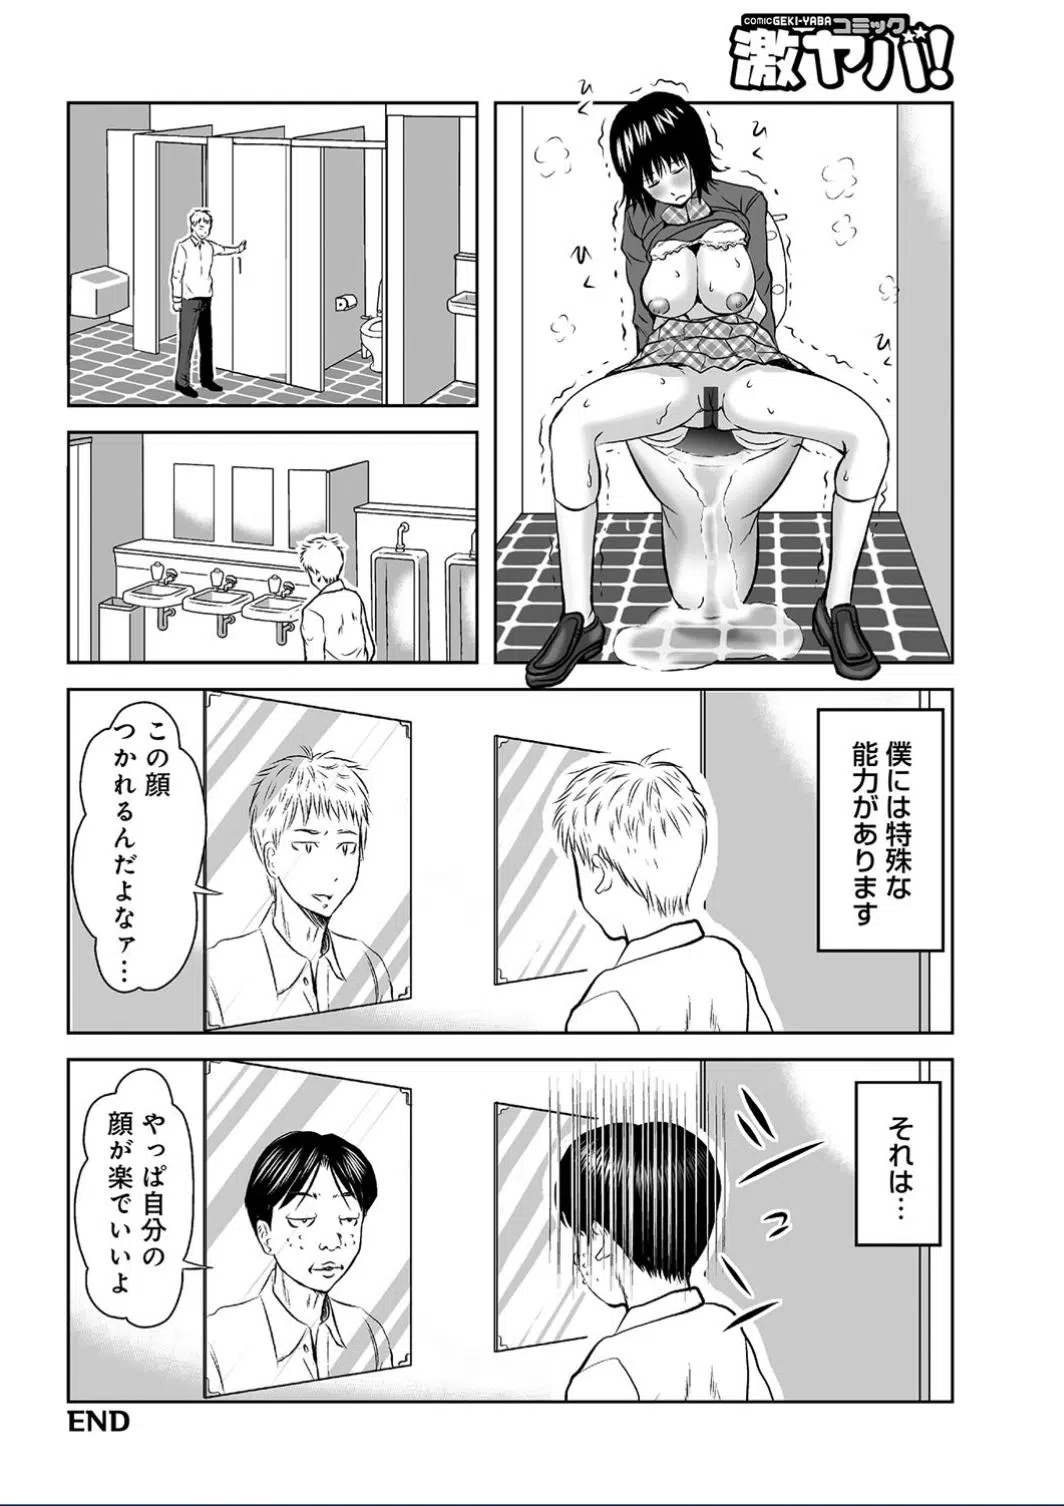 COMIC GEKI-YABA コミック
激ヤバ!
ひく
ひく
ひく
ひく
僕には特殊な
能力があります
この顔
つかれるんだよなァ…
それは…
やっぱ自分の
顔が楽でいいよ
END